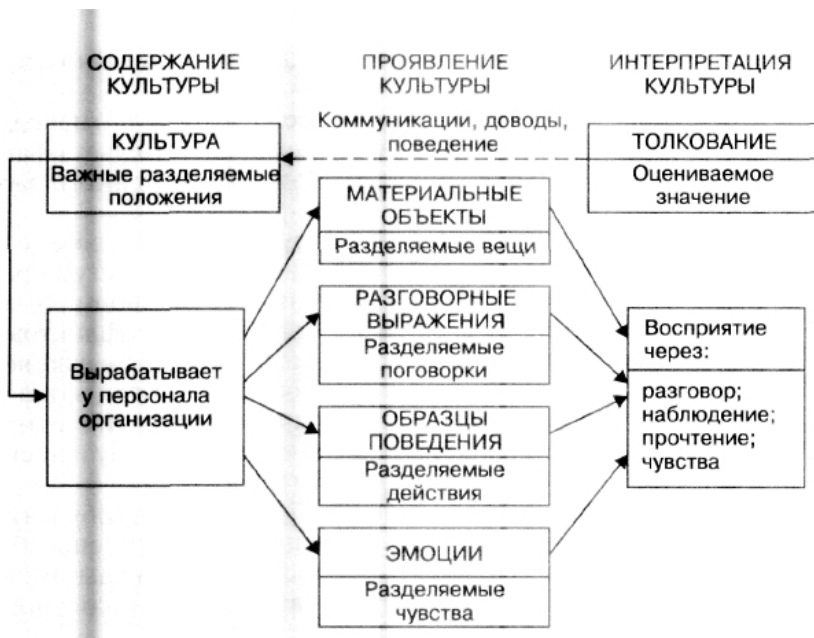 СОДЕРЖАНИЕ
КУЛЬТУРЫ
ПРОЯВЛЕНИЕ
КУЛЬТУРЫ
ИНТЕРПРЕТАЦИЯ
КУЛЬТУРЫ
КУЛЬТУРА
Важные разделяемые
положения
Коммуникации, доводы,
поведение
ТОЛКОВАНИЕ
Оцениваемое
значение
МАТЕРИАЛЬНЫЕ
ОБЪЕКТЫ
Разделяемые вещи
РАЗГОВОРНЫЕ
ВЫРАЖЕНИЯ
Разделяемые
поговорки
Вырабатывает
у персонала
организации
ОБРАЗЦЫ
ПОВЕДЕНИЯ
Разделяемые
действия
ЭМОЦИИ
Разделяемые
чувства
Восприятие
через:
разговор;
наблюдение;
прочтение;
чувства